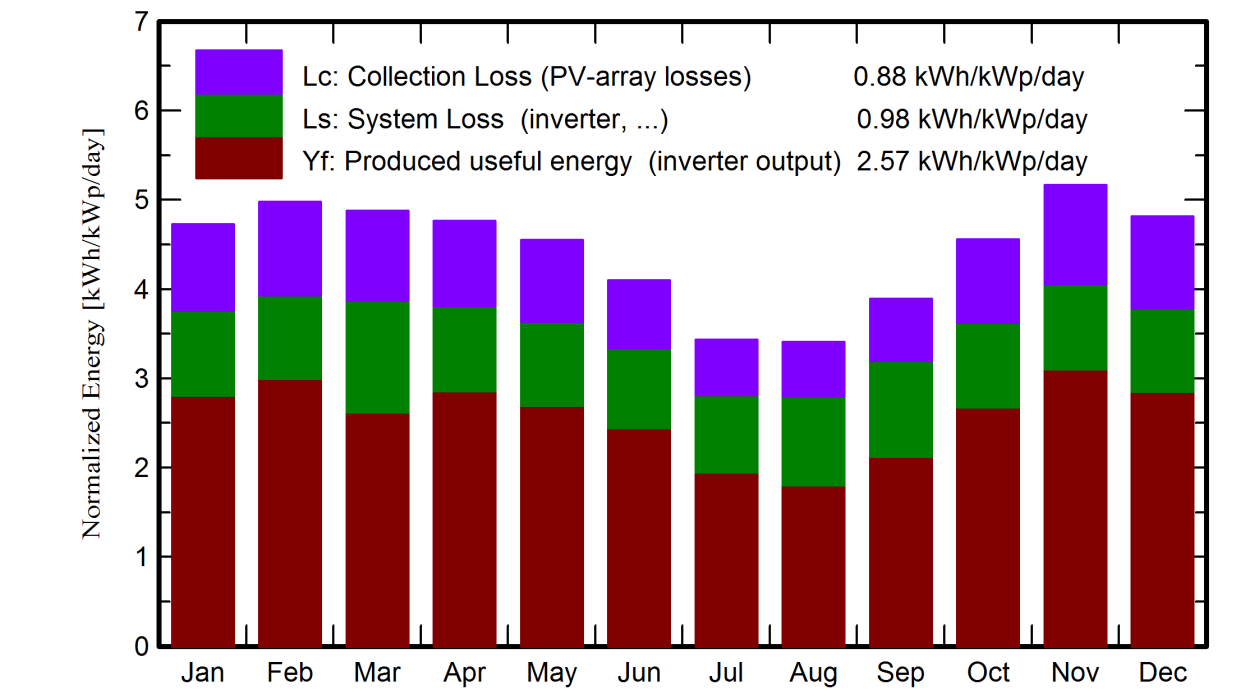 7
6
5
4
3
2
1
0
Normalized Energy [kWh/kWp/day]
Lc: Collection Loss (PV-array losses) 0.88 kWh/kWp/day
Ls: System Loss (inverter, ...) 0.98 kWh/kWp/day
Yf: Produced useful energy (inverter output) 2.57 kWh/kWp/day
Jan Feb Mar Apr May Jun Jul Aug Sep Oct Nov Dec